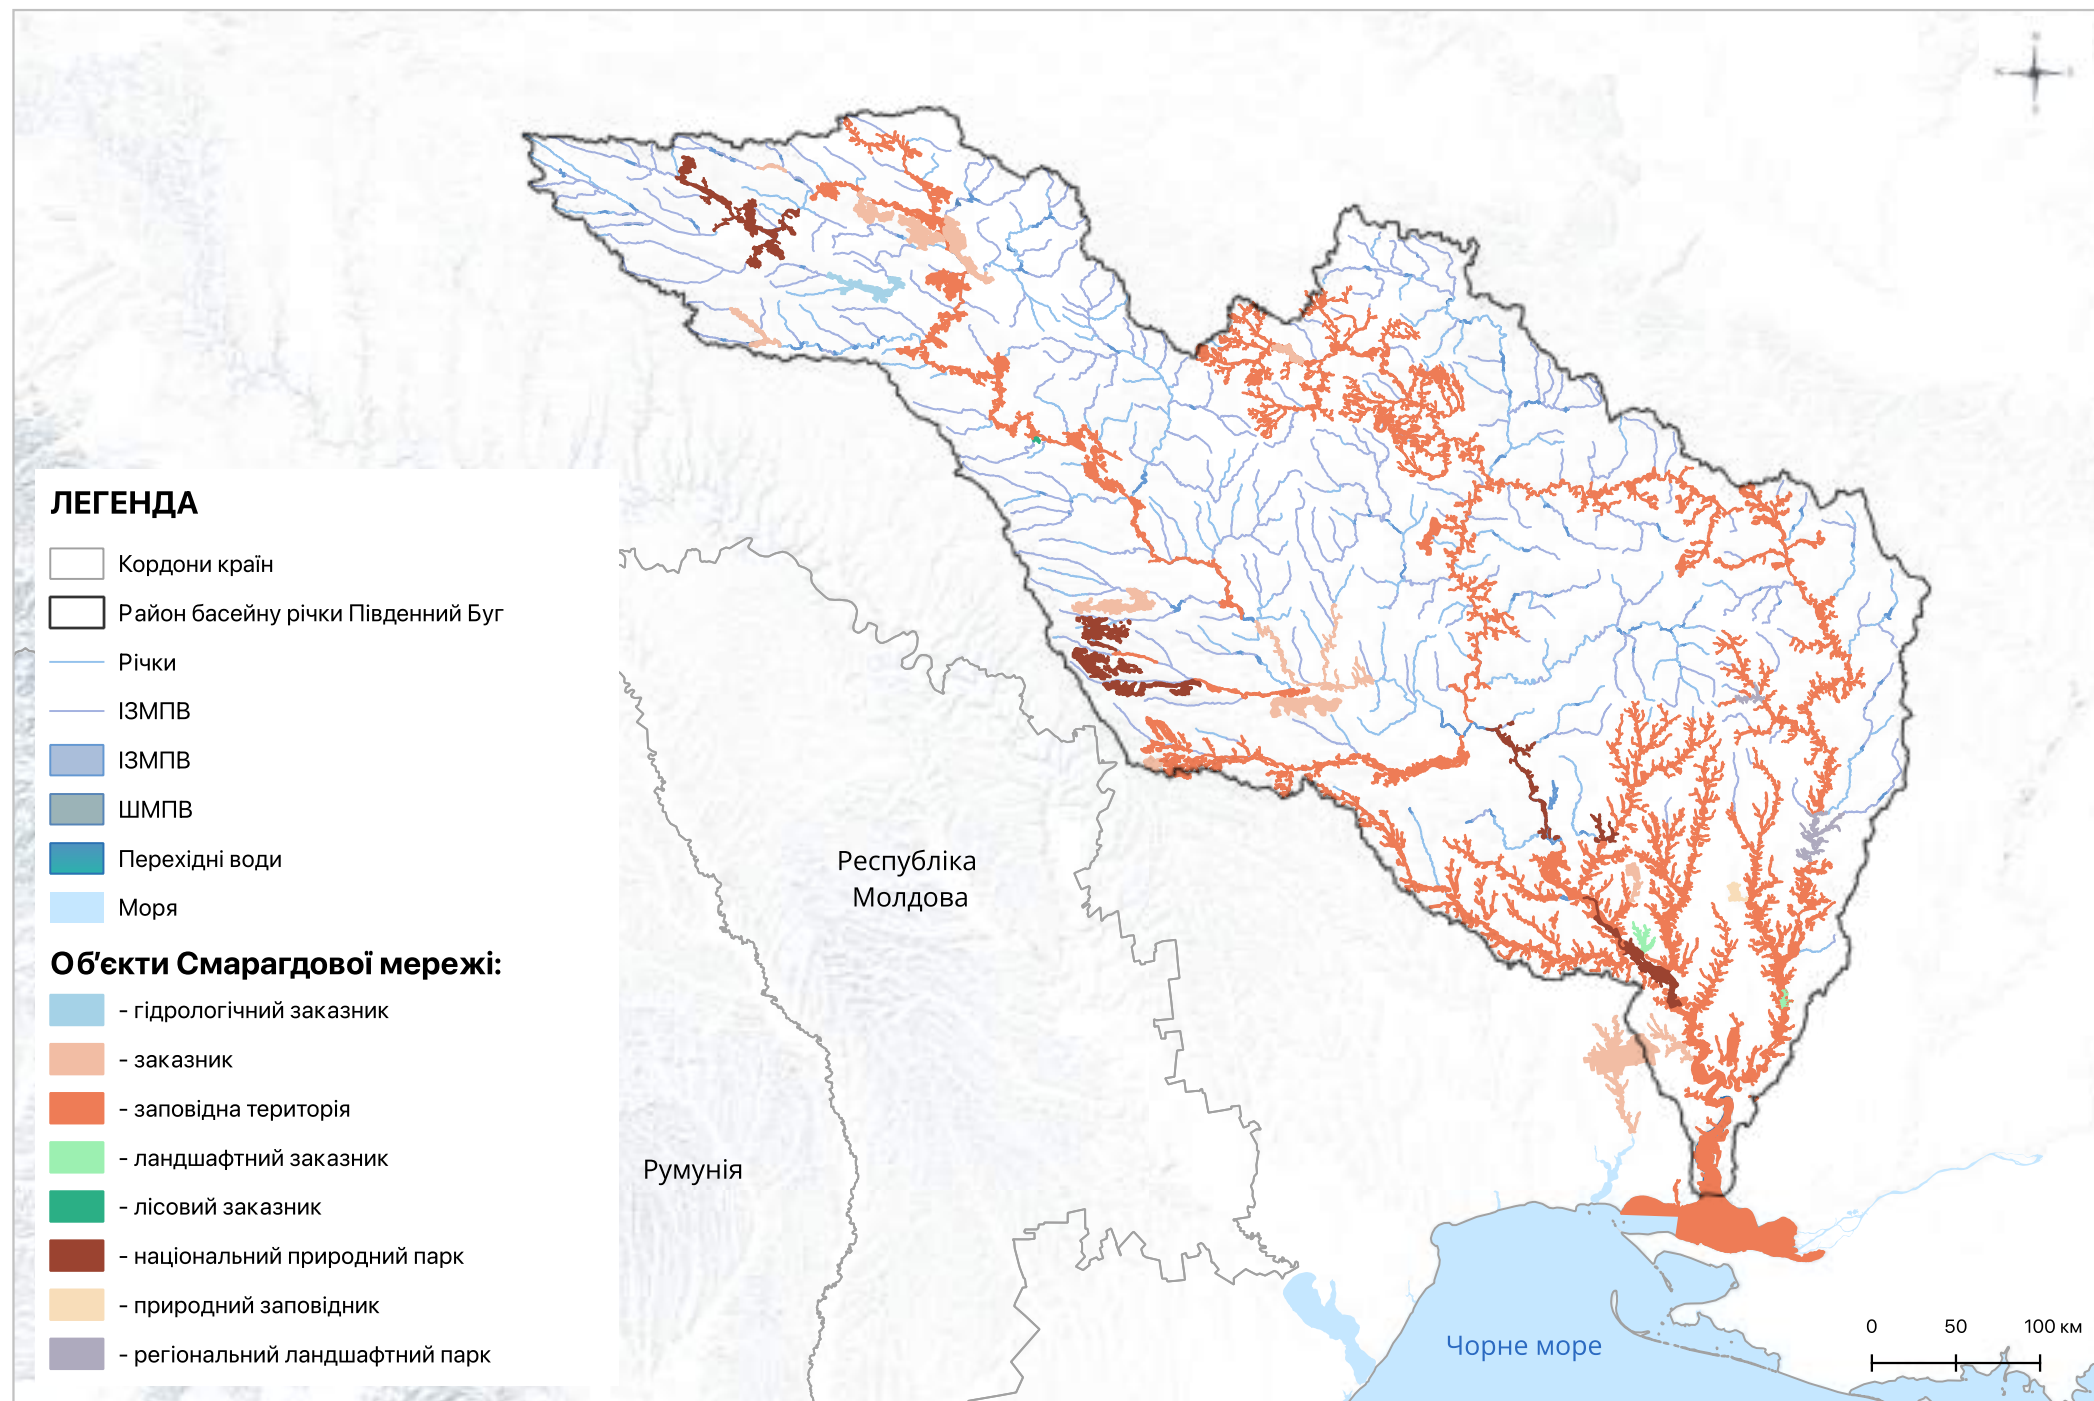 ЛЕГЕНДА
Кордони країн
Район басейну річки Південний Буг
Річки
ІЗМПВ
ІЗМПВ
ШМПВ
Перехідні води
Моря
Об'єкти Смарагдової мережі:
- гідрологічний заказник
- заказник
- заповідна територія
- ландшафтний заказник
- лісовий заказник
- національний природний парк
- природний заповідник
- регіональний ландшафтний парк
Республіка
Молдова
Румунія
Чорне море
0 50 100 км